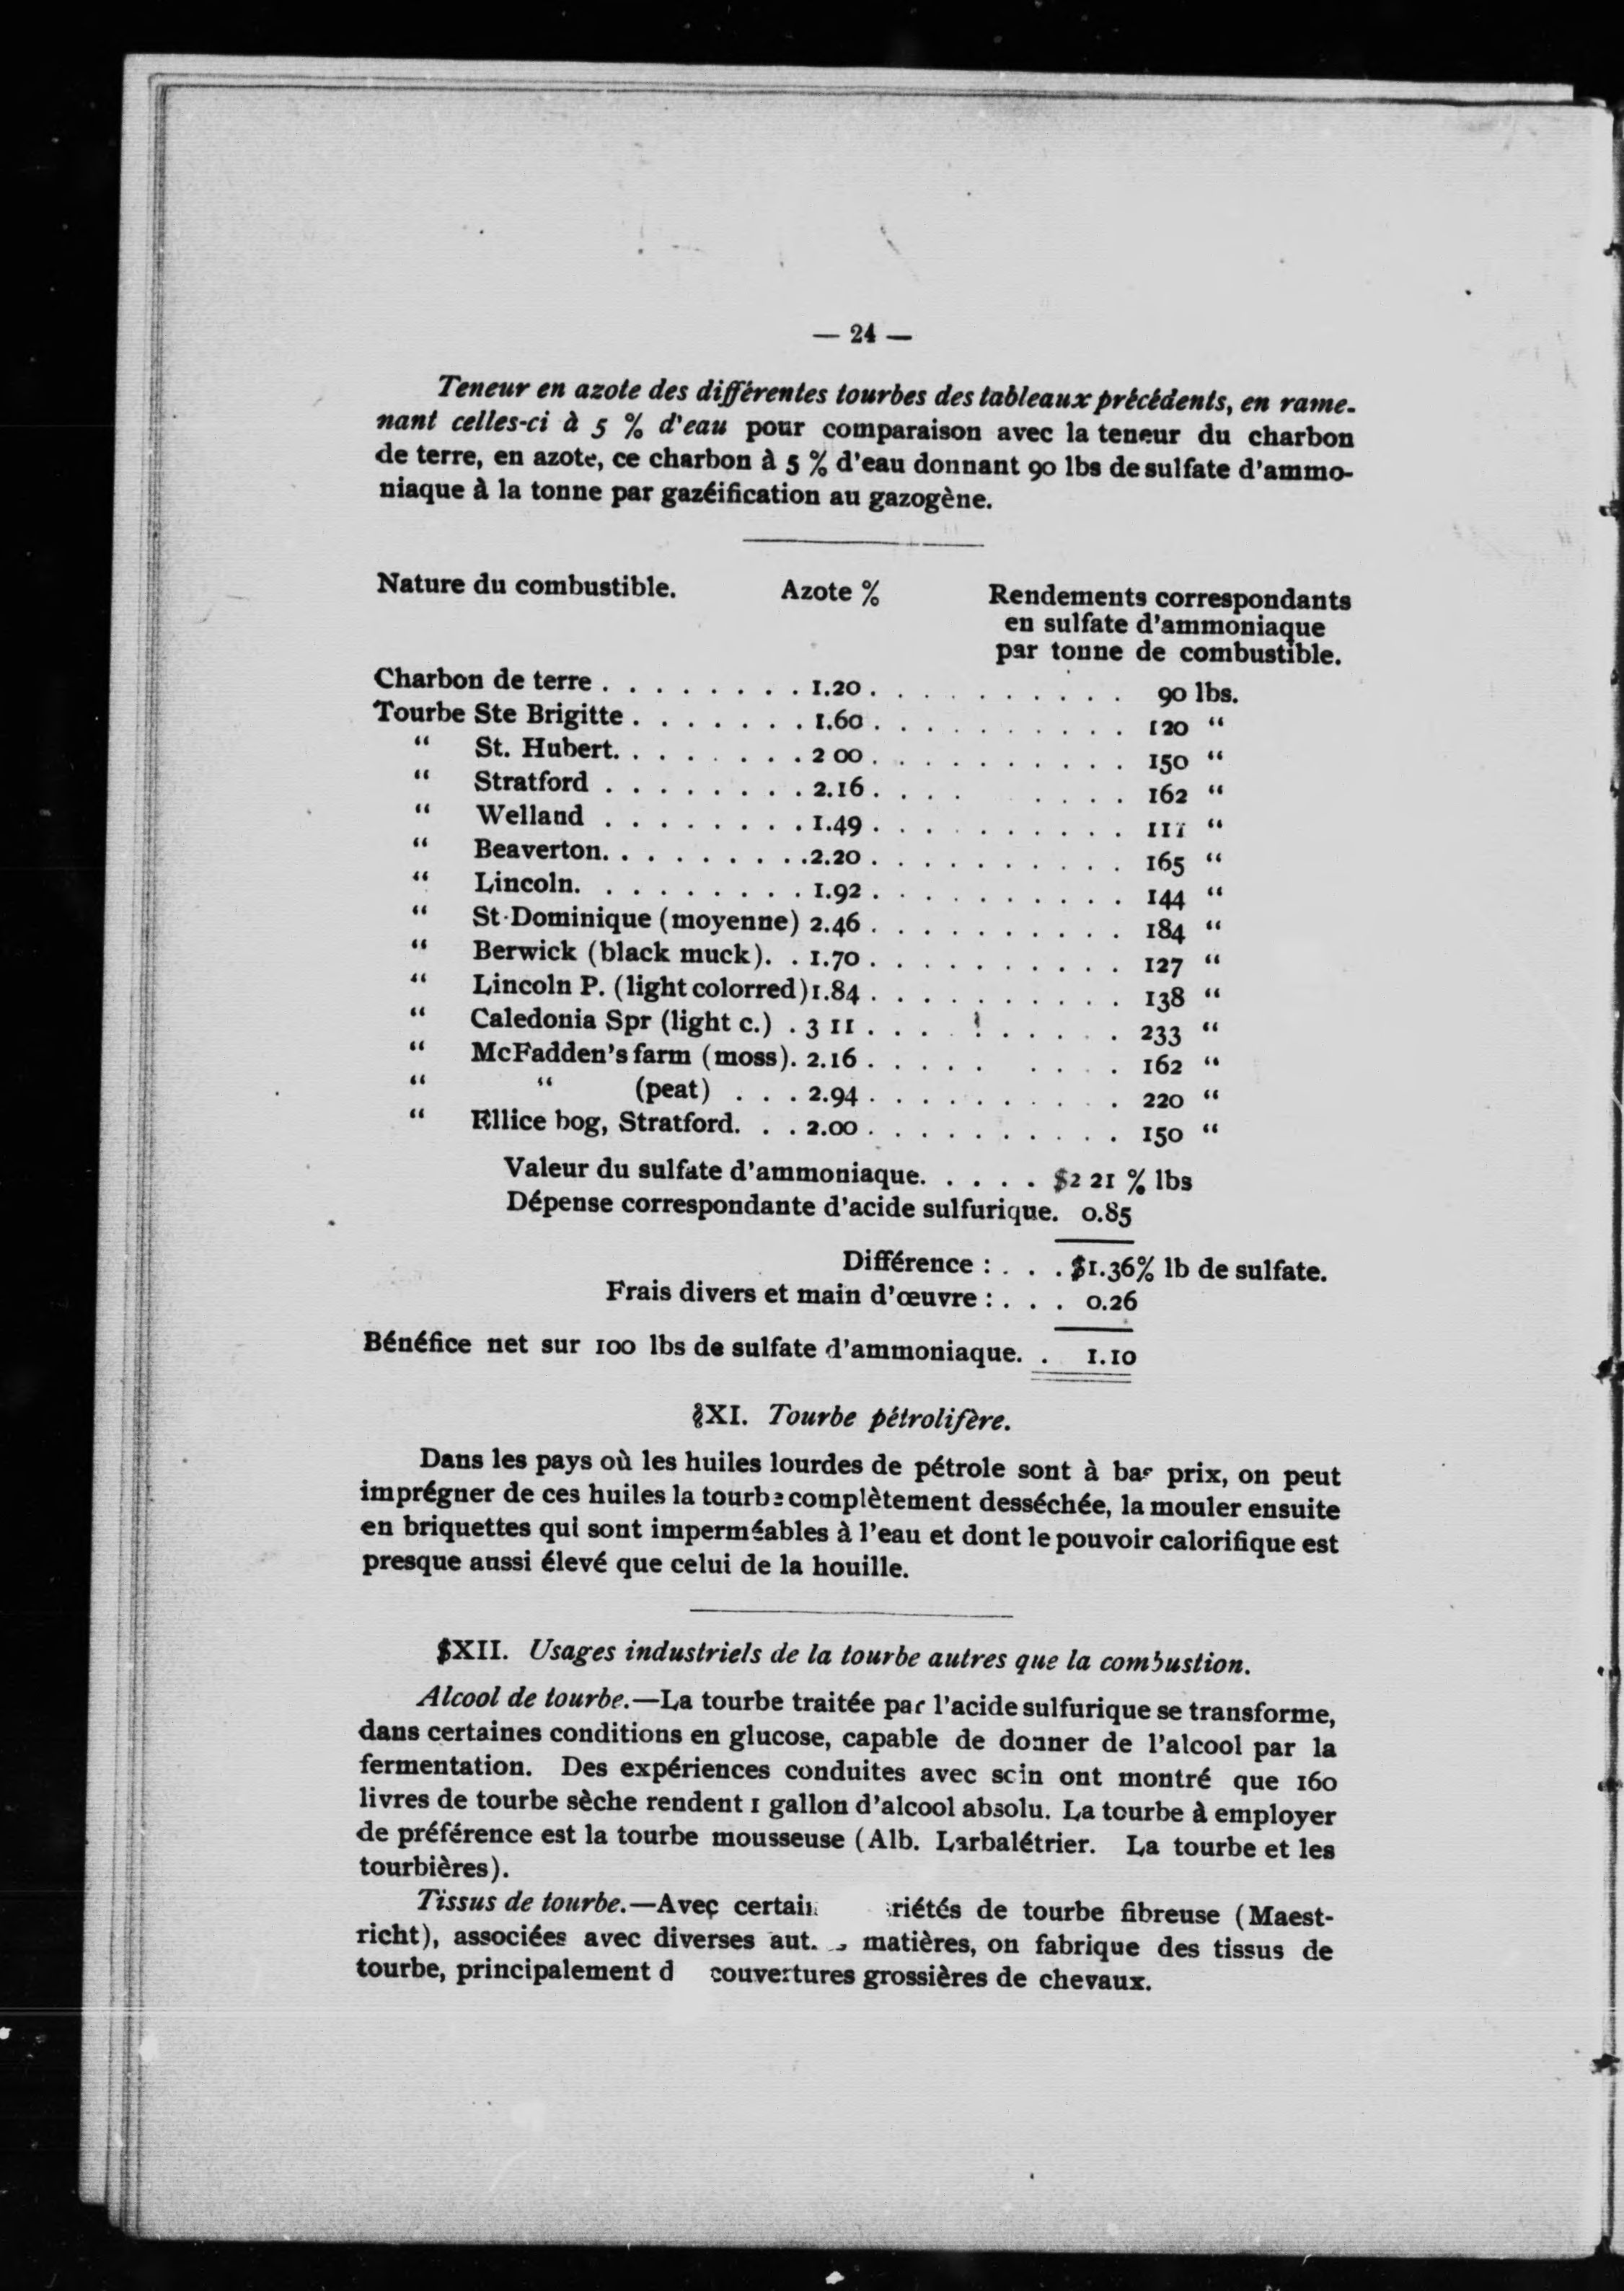 — 24 —
Teneur en azote des différentes tourbes des tableaux précédents, en rame-
nant celles-ci à 5 % d'eau pour comparaison avec la teneur du charbon
de terre, en azote, ce charbon à 5 % d'eau donnant 90 lbs de sulfate d'ammo-
niaque à la tonne par gazéification au gazogène.
Nature du combustible. Azote % Rendements correspondants
en sulfate d'ammoniaque
par tonne de combustible.
Charbon de terre . . . . . . . . . 1.20 . . . . . . . . . . . 90 lbs.
Tourbe Ste Brigitte . . . . . . . . 1.60 . . . . . . . . . . . 120 “
“ St. Hubert. . . . . . . . . 2 00 . . . . . . . . . . . 150 “
“ Stratford . . . . . . . . . 2.16 . . . . . . . . 162 “
“ Welland . . . . . . . . . 1.49 . . . . . . . . . . . 111 “
“ Beaverton. . . . . . . . . .2.20 . . . . . . . . . . . 165 “
“ Lincoln. . . . . . . . . . 1.92 . . . . . . . . . . . 144 “
“ St·Dominique (moyenne) 2.46 . . . . . . . . . . . 184 “
“ Berwick (black muck). . 1.70 . . . . . . . . . . . 127 “
“ Lincoln P. (light colorred) 1.84 . . . . . . . . . . . 138 “
“ Caledonia Spr (light c.) . 3 11 . . . . . . . . . . 233 “
“ McFadden's farm (moss). 2.16 . . . . . . . . . 162 “
“ “ (peat) . . . 2.94 . . . . . . . . . . . 220 “
“ Ellice bog, Stratford. . . 2.00 . . . . . . . . . . . 150 “
Valeur du sulfate d'ammoniaque. . . . . . $2 21 % lbs
Dépense correspondante d'acide sulfurique. 0.85
Différence : . . . $1.36% lb de sulfate.
Frais divers et main d'œuvre : . . . 0.26
Bénéfice net sur 100 lbs de sulfate d'ammoniaque. . 1.10
§XI. Tourbe pétrolifère.
Dans les pays où les huiles lourdes de pétrole sont à bas prix, on peut
imprégner de ces huiles la tourbe complètement desséchée, la mouler ensuite
en briquettes qui sont imperméables à l'eau et dont le pouvoir calorifique est
presque aussi élevé que celui de la houille.
§XII. Usages industriels de la tourbe autres que la combustion.
Alcool de tourbe.—La tourbe traitée par l'acide sulfurique se transforme,
dans certaines conditions en glucose, capable de donner de l'alcool par la
fermentation. Des expériences conduites avec soin ont montré que 160
livres de tourbe sèche rendent 1 gallon d'alcool absolu. La tourbe à employer
de préférence est la tourbe mousseuse (Alb. Larbalétrier. La tourbe et les
tourbières).
Tissus de tourbe.—Avec de tourbe fibreuse (Maest-
richt), associées avec diverses matières, on fabrique des tissus de
tourbe, principalement couvertures grossières de chevaux.